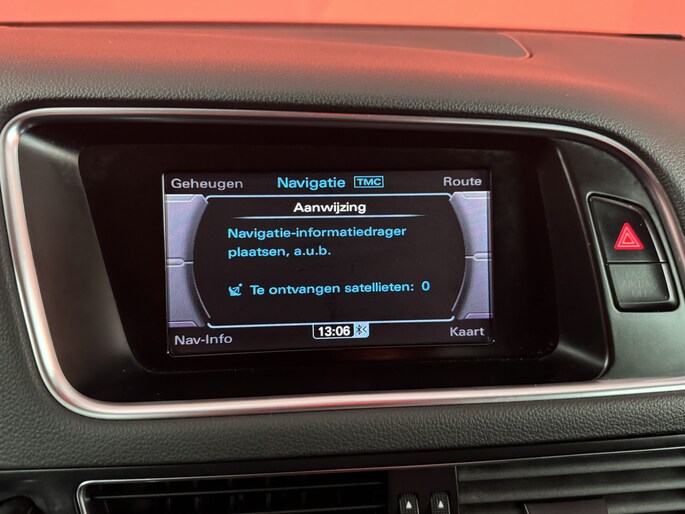 Geheugen Navigatie TMC Route
Aanwijzing
Navigatie-informatiedrager
plaatsen, a.u.b.
Te ontvangen satellieten: 0
Nav-Info 13:06 Kaart